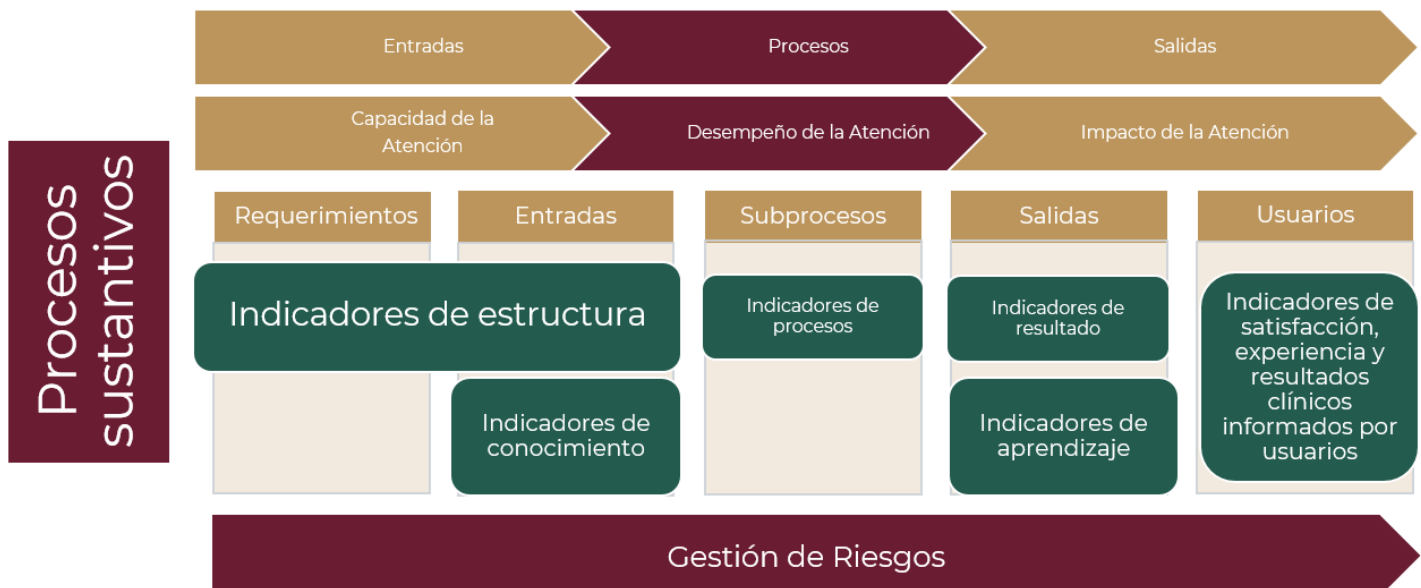 Entradas
Procesos
Salidas
Capacidad de la
Atención
Desempeño de la Atención
Impacto de la Atención
Procesos
sustantivos
Requerimientos
Entradas
Subprocesos
Salidas
Usuarios
Indicadores de estructura
Indicadores de
procesos
Indicadores de
resultado
Indicadores de
satisfacción,
experiencia y
resultados
clínicos
informados por
usuarios
Indicadores de
conocimiento
Indicadores de
aprendizaje
Gestión de Riesgos